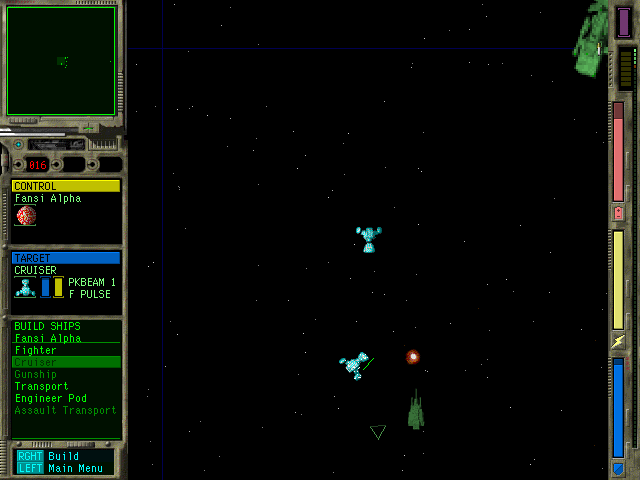 016
CONTROL
Fansi Alpha
TARGET
CRUISER
PKBEAM 1
F PULSE
BUILD SHIPS
Fansi Alpha
Fighter
Cruiser
Gunship
Transport
Engineer Pod
Assault Transport
RGHT Build
LEFT Main Menu